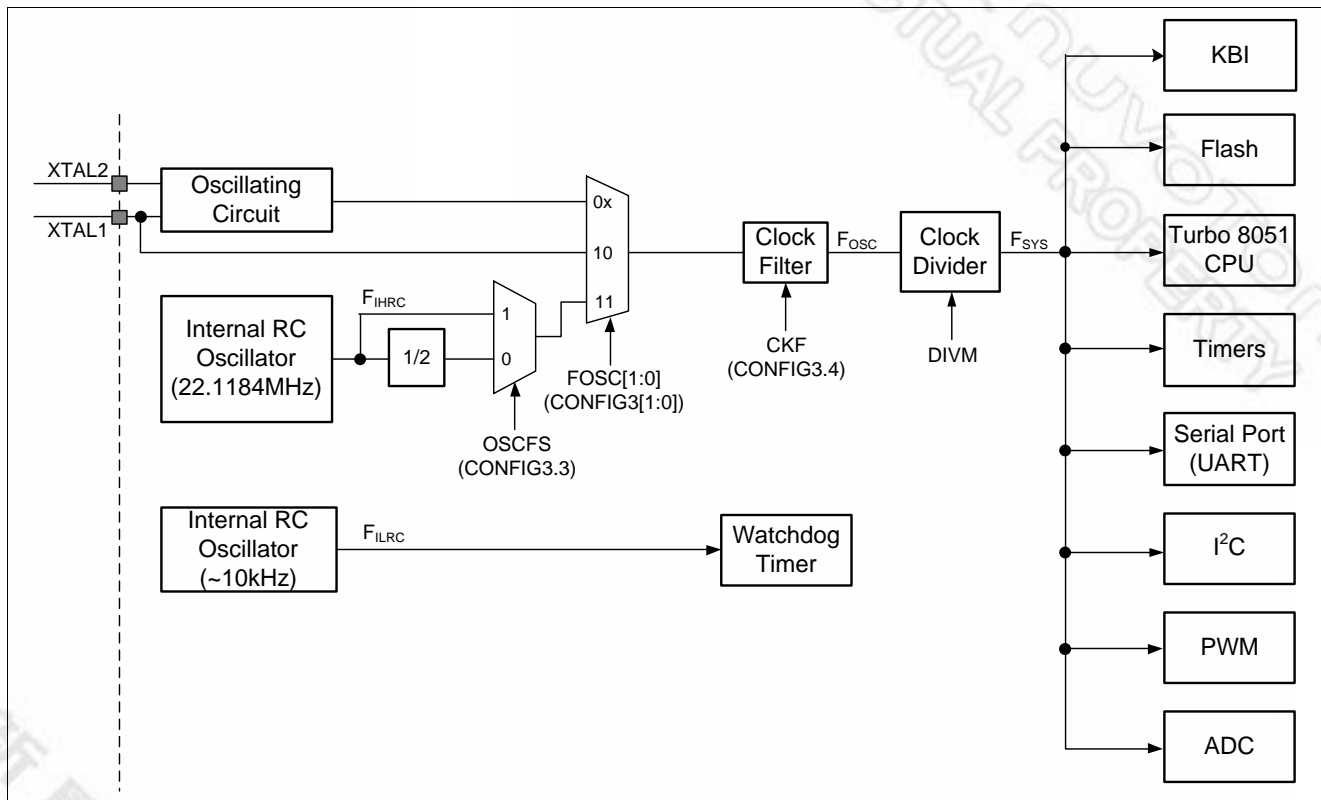 KBI
Flash
XTAL2
XTAL1
Oscillating
Circuit
0x
10
11
Clock
Filter
FOSC
Clock
Divider
FSYS
Turbo 8051
CPU
FIHRC
Internal RC
Oscillator
(22.1184MHz)
1/2
1
0
CKF
(CONFIG3.4)
DIVM
Timers
FOSC[1:0]
(CONFIG3[1:0])
OSCFS
(CONFIG3.3)
Serial Port
(UART)
Internal RC
Oscillator
(~10kHz)
FILRC
Watchdog
Timer
I²C
PWM
ADC
nuvoTon
PROPERTY